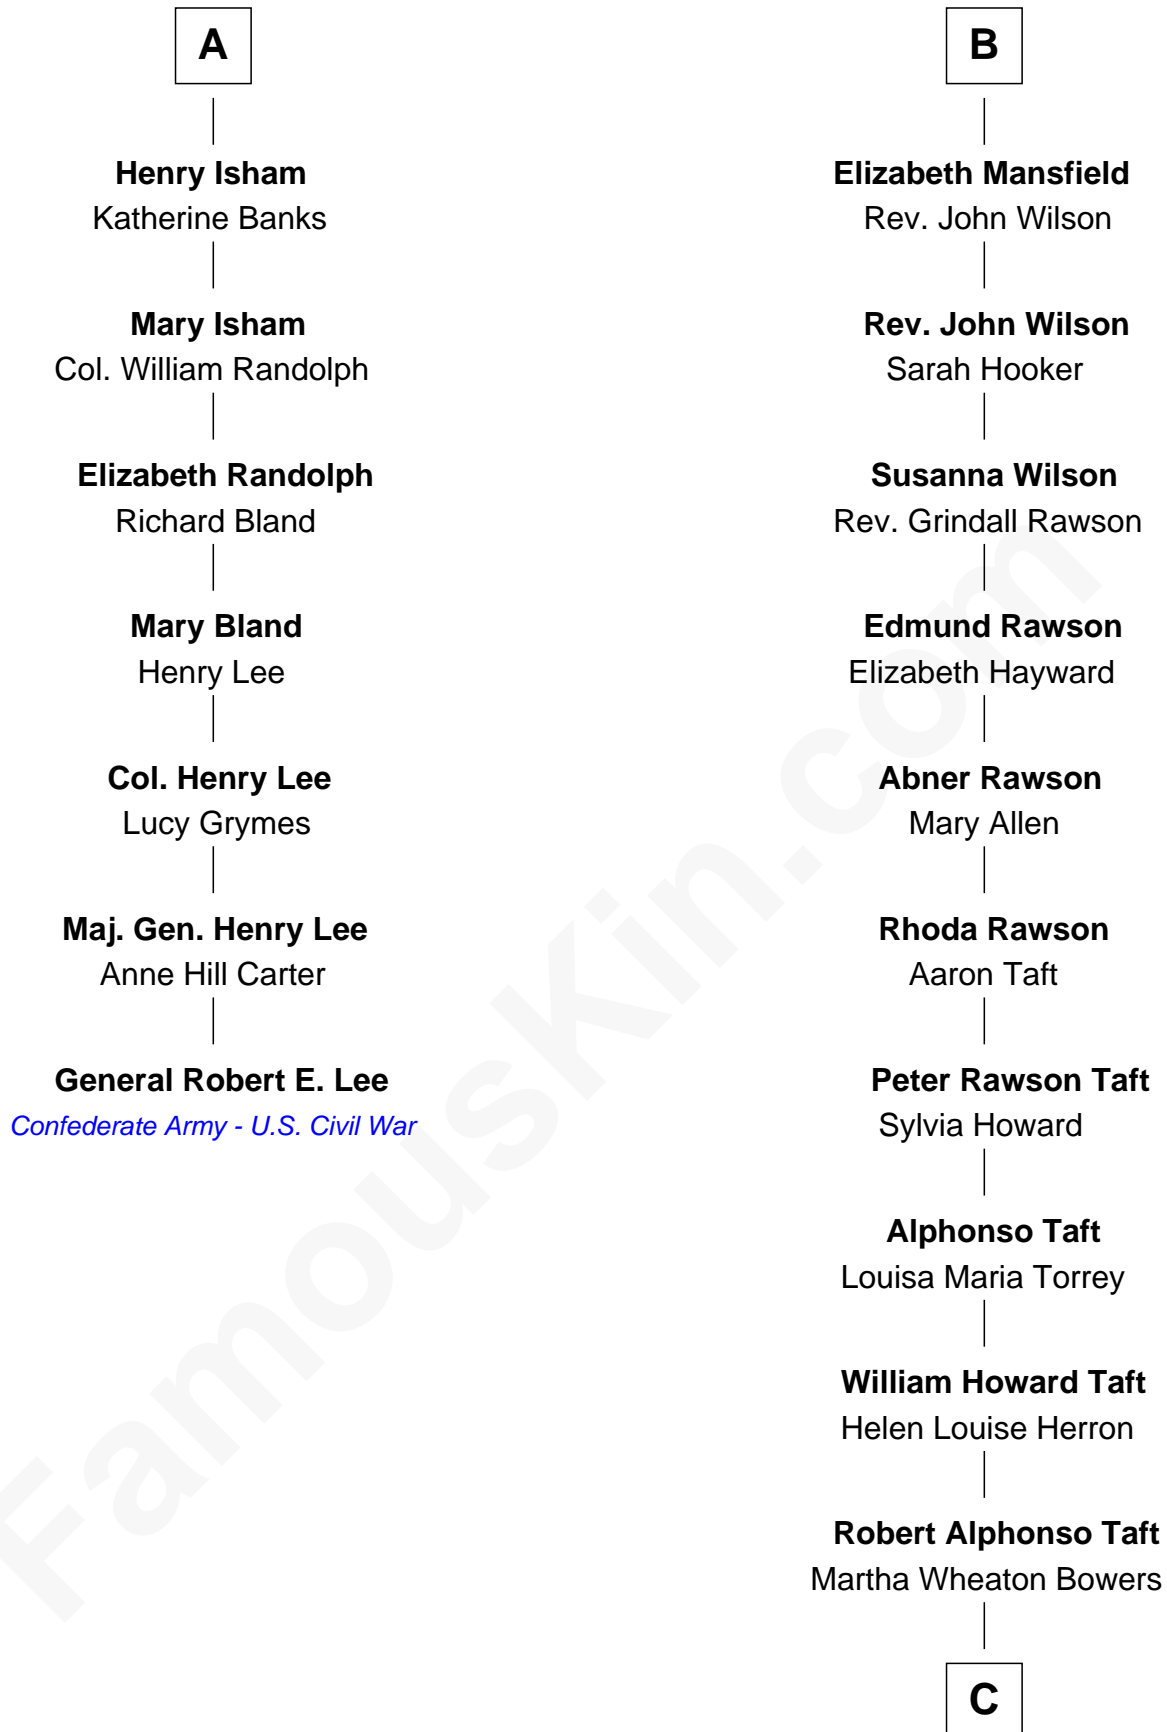 A
Henry Isham
Katherine Banks
Mary Isham
Col. William Randolph
Elizabeth Randolph
Richard Bland
Mary Bland
Henry Lee
Col. Henry Lee
Lucy Grymes
Maj. Gen. Henry Lee
Anne Hill Carter
General Robert E. Lee
Confederate Army - U.S. Civil War
B
Elizabeth Mansfield
Rev. John Wilson
Rev. John Wilson
Sarah Hooker
Susanna Wilson
Rev. Grindall Rawson
Edmund Rawson
Elizabeth Hayward
Abner Rawson
Mary Allen
Rhoda Rawson
Aaron Taft
Peter Rawson Taft
Sylvia Howard
Alphonso Taft
Louisa Maria Torrey
William Howard Taft
Helen Louise Herron
Robert Alphonso Taft
Martha Wheaton Bowers
C
FamousKin.com